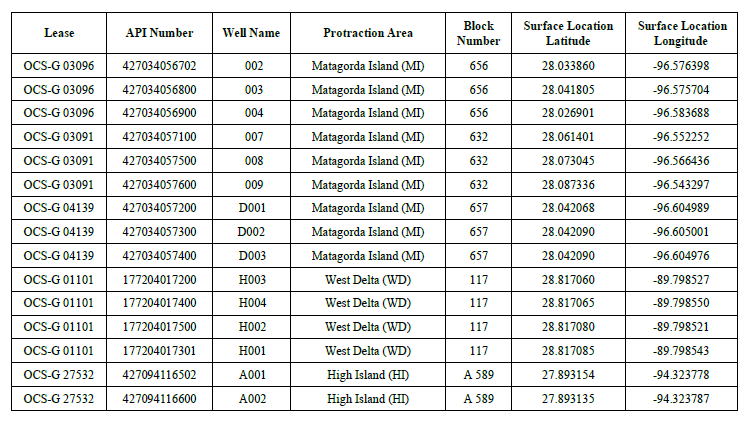 Lease API Number Well Name Protraction Area Block Number Surface Location Latitude Surface Location Longitude
OCS-G 03096 427034056702 002 Matagorda Island (MI) 656 28.033860 -96.576398
OCS-G 03096 427034056800 003 Matagorda Island (MI) 656 28.041805 -96.575704
OCS-G 03096 427034056900 004 Matagorda Island (MI) 656 28.026901 -96.583688
OCS-G 03091 427034057100 007 Matagorda Island (MI) 632 28.061401 -96.552252
OCS-G 03091 427034057500 008 Matagorda Island (MI) 632 28.073045 -96.566436
OCS-G 03091 427034057600 009 Matagorda Island (MI) 632 28.087336 -96.543297
OCS-G 04139 427034057200 D001 Matagorda Island (MI) 657 28.042068 -96.604989
OCS-G 04139 427034057300 D002 Matagorda Island (MI) 657 28.042090 -96.605001
OCS-G 04139 427034057400 D003 Matagorda Island (MI) 657 28.042090 -96.604976
OCS-G 01101 177204017200 H003 West Delta (WD) 117 28.817060 -89.798527
OCS-G 01101 177204017400 H004 West Delta (WD) 117 28.817065 -89.798550
OCS-G 01101 177204017500 H002 West Delta (WD) 117 28.817080 -89.798521
OCS-G 01101 177204017301 H001 West Delta (WD) 117 28.817085 -89.798543
OCS-G 27532 427094116502 A001 High Island (HI) A 589 27.893154 -94.323778
OCS-G 27532 427094116600 A002 High Island (HI) A 589 27.893135 -94.323787